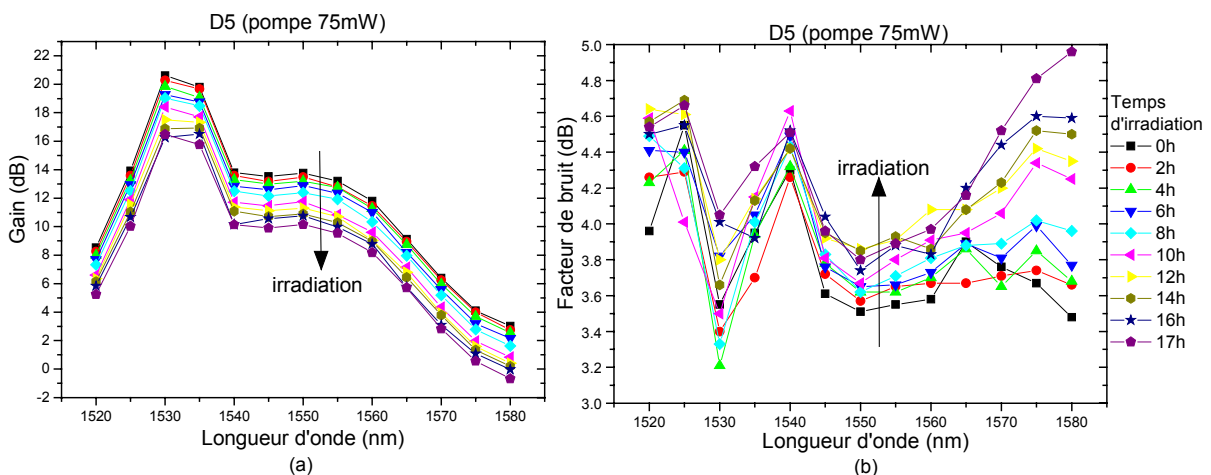 D5 (pompe 75mW)
Gain (dB)
22
20
18
16
14
12
10
8
6
4
2
0
-2
1520 1530 1540 1550 1560 1570 1580
Longueur d'onde (nm)
irradiation
(a)
D5 (pompe 75mW)
Facteur de bruit (dB)
5.0
4.8
4.6
4.4
4.2
4.0
3.8
3.6
3.4
3.2
3.0
1520 1530 1540 1550 1560 1570 1580
Longueur d'onde (nm)
irradiation
(b)
Temps
d'irradiation
0h
2h
4h
6h
8h
10h
12h
14h
16h
17h